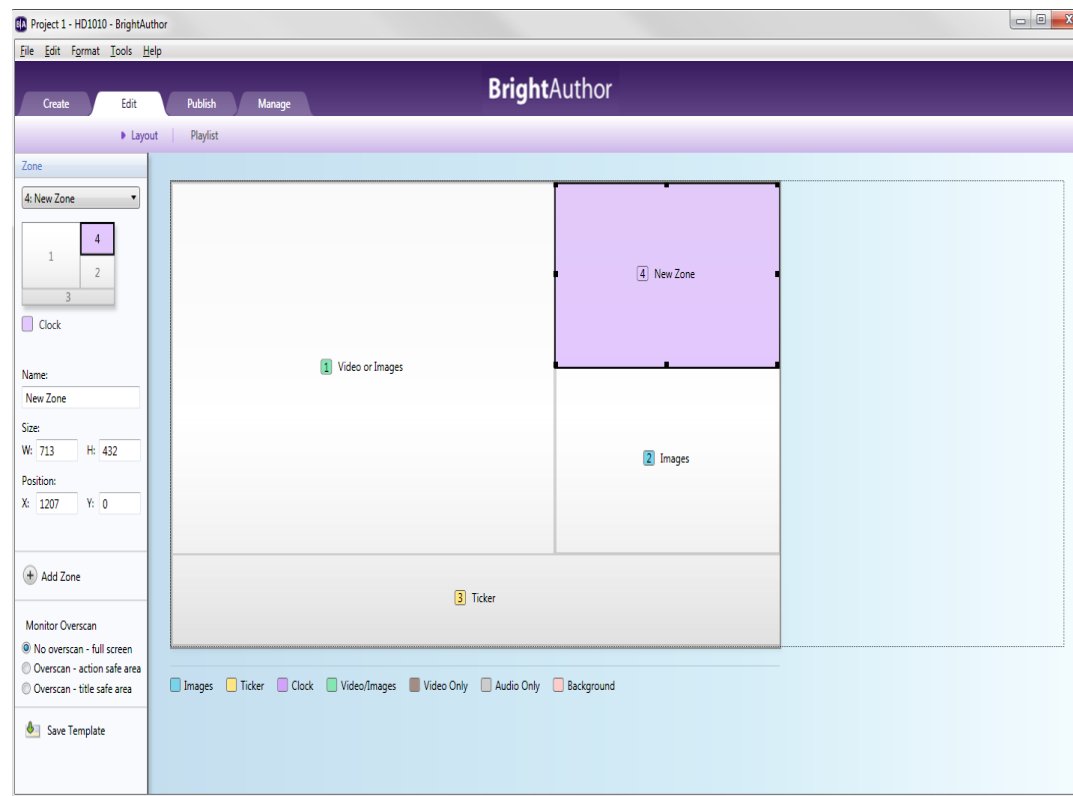 BA Project 1 - HD1010 - BrightAuthor
File Edit Format Tools Help
BrightAuthor
Create Edit Publish Manage
Layout Playlist
Zone
4: New Zone
1
4
2
3
Clock
Name:
New Zone
Size:
W: 713 H: 432
Position:
X: 1207 Y: 0
Add Zone
Monitor Overscan
No overscan - full screen
Overscan - action safe area
Overscan - title safe area
Save Template
4 New Zone
1 Video or Images
2 Images
3 Ticker
Images Ticker Clock Video/Images Video Only Audio Only Background